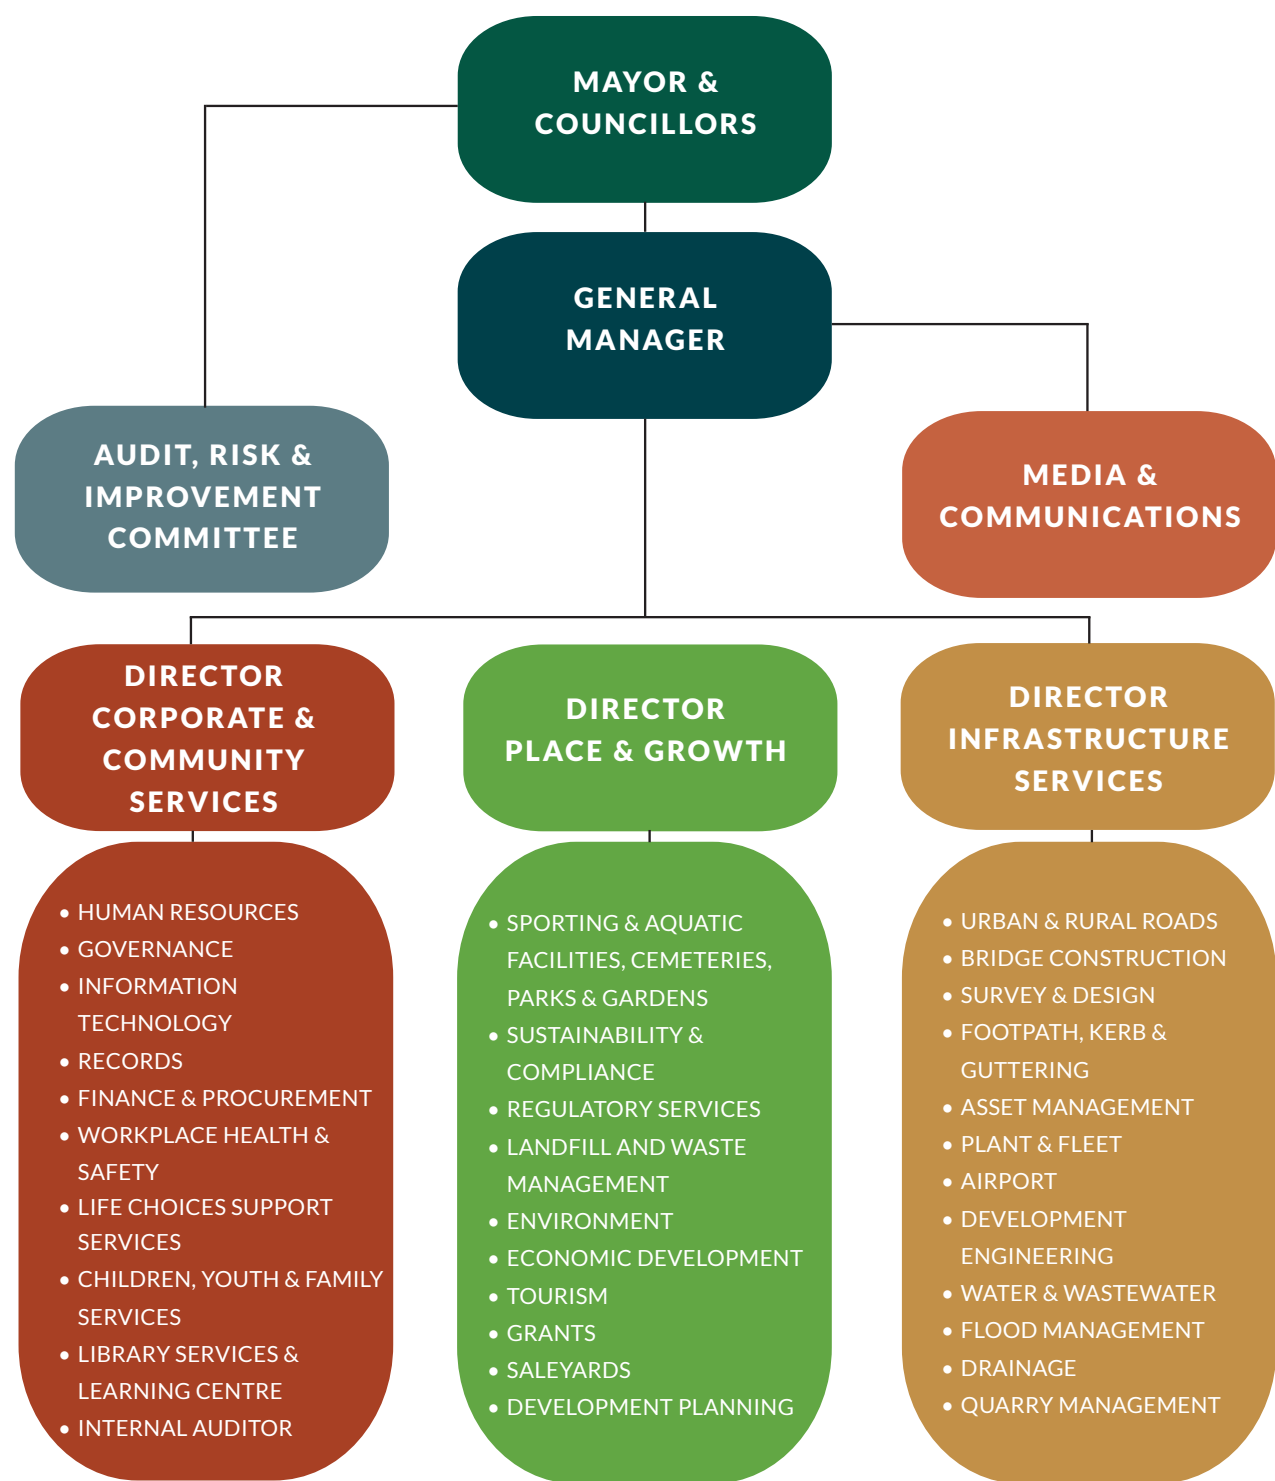 MAYOR &
COUNCILLORS
GENERAL
MANAGER
AUDIT, RISK &
IMPROVEMENT
COMMITTEE
MEDIA &
COMMUNICATIONS
DIRECTOR
CORPORATE &
COMMUNITY
SERVICES
• HUMAN RESOURCES
• GOVERNANCE
• INFORMATION
TECHNOLOGY
• RECORDS
• FINANCE & PROCUREMENT
• WORKPLACE HEALTH &
SAFETY
• LIFE CHOICES SUPPORT
SERVICES
• CHILDREN, YOUTH & FAMILY
SERVICES
• LIBRARY SERVICES &
LEARNING CENTRE
• INTERNAL AUDITOR
DIRECTOR
PLACE & GROWTH
• SPORTING & AQUATIC
FACILITIES, CEMETERIES,
PARKS & GARDENS
• SUSTAINABILITY &
COMPLIANCE
• REGULATORY SERVICES
• LANDFILL AND WASTE
MANAGEMENT
• ENVIRONMENT
• ECONOMIC DEVELOPMENT
• TOURISM
• GRANTS
• SALEYARDS
• DEVELOPMENT PLANNING
DIRECTOR
INFRASTRUCTURE
SERVICES
• URBAN & RURAL ROADS
• BRIDGE CONSTRUCTION
• SURVEY & DESIGN
• FOOTPATH, KERB &
GUTTERING
• ASSET MANAGEMENT
• PLANT & FLEET
• AIRPORT
• DEVELOPMENT
ENGINEERING
• WATER & WASTEWATER
• FLOOD MANAGEMENT
• DRAINAGE
• QUARRY MANAGEMENT